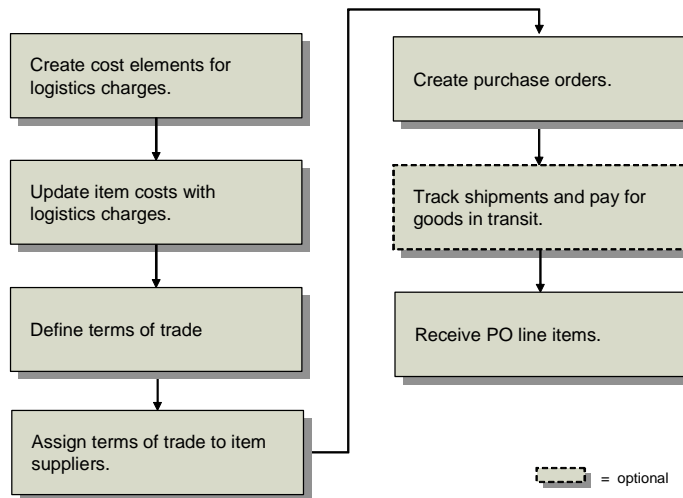 Create cost elements for
logistics charges.
Update item costs with
logistics charges.
Define terms of trade
Assign terms of trade to item
suppliers.
Create purchase orders.
Track shipments and pay for
goods in transit.
Receive PO line items.
= optional